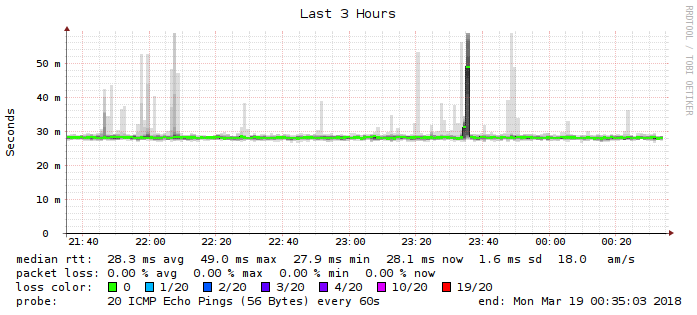 Last 3 Hours
RRDTOOL / TOBI OETIKER
Seconds
50 m
40 m
30 m
20 m
10 m
0
21:40 22:00 22:20 22:40 23:00 23:20 23:40 00:00 00:20
median rtt: 28.3 ms avg 49.0 ms max 27.9 ms min 28.1 ms now 1.6 ms sd 18.0 am/s
packet loss: 0.00 % avg 0.00 % max 0.00 % min 0.00 % now
loss color: 0 1/20 2/20 3/20 4/20 10/20 19/20
probe: 20 ICMP Echo Pings (56 Bytes) every 60s end: Mon Mar 19 00:35:03 2018